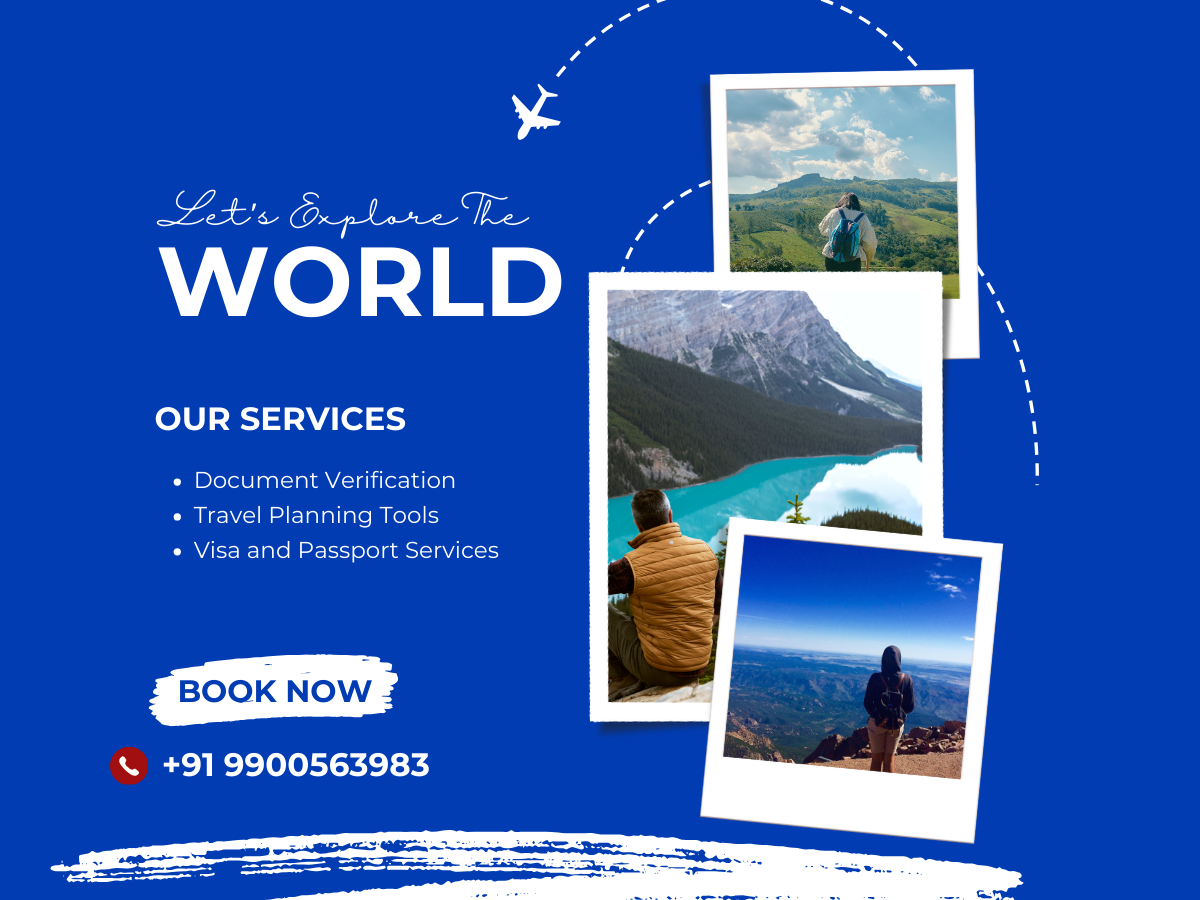 Let's Explore The
WORLD
OUR SERVICES
• Document Verification
• Travel Planning Tools
• Visa and Passport Services
BOOK NOW
+91 9900563983